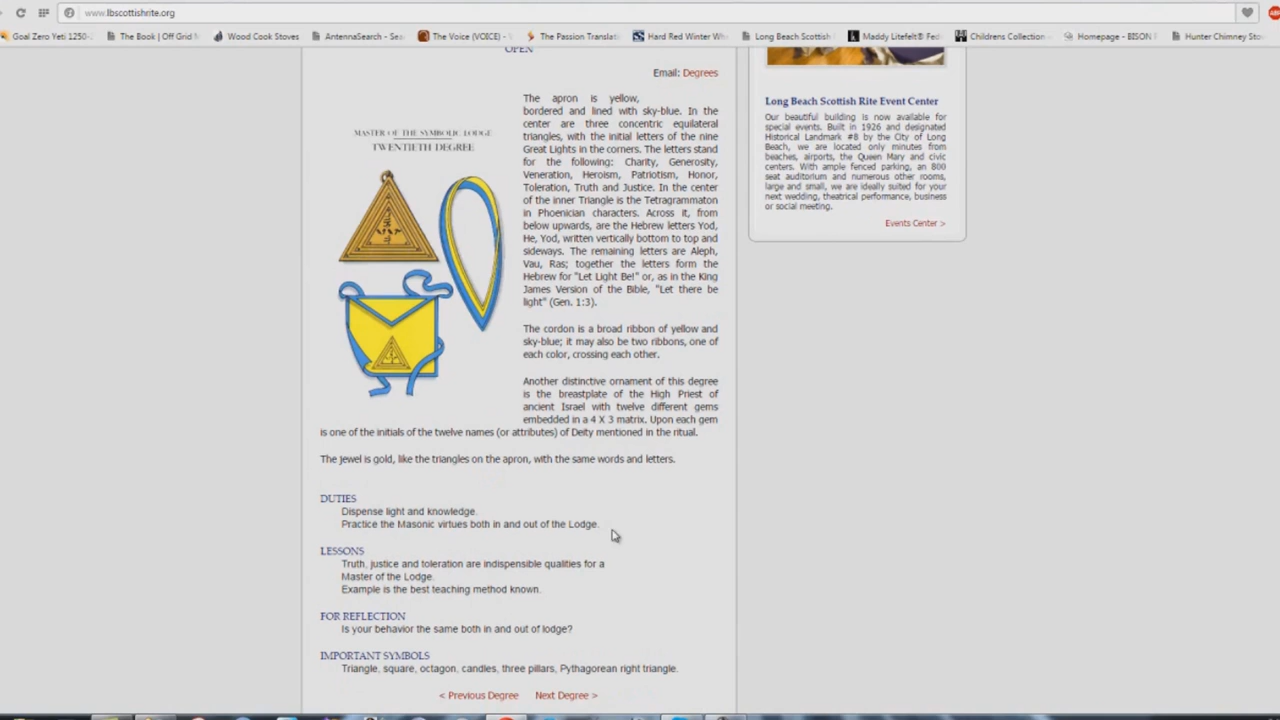 www.lbscottishrite.org
Goal Zero Yeti 1250-
The Book | Off Grid
Wood Cook Stoves
AntennaSearch - Sea
The Voice (VOICE) -
The Passion Translati
Hard Red Winter
Long Beach Scottish
Maddy Litefelt® Fed
Childrens Collection
Homepage - BISON
Hunter Chimney Sto
OPEN
Email: Degrees
The apron is yellow,
bordered and lined with sky-blue. In the
center are three concentric equilateral
triangles, with the initial letters of the nine
Great Lights in the corners. The letters stand
for the following: Charity, Generosity,
Veneration, Heroism, Patriotism, Honor,
Toleration, Truth and Justice. In the center
of the inner Triangle is the Tetragrammaton
in Phoenician characters. Across it, from
below upwards, are the Hebrew letters Yod,
He, Yod, written vertically bottom to top and
sideways. The remaining letters are Aleph,
Vau, Ras; together the letters form the
Hebrew for "Let Light Be!" or, as in the King
James Version of the Bible, "Let there be
light" (Gen. 1:3).
MASTER OF THE SYMBOLIC LODGE
TWENTIETH DEGREE
The cordon is a broad ribbon of yellow and
sky-blue; it may also be two ribbons, one of
each color, crossing each other.
Another distinctive ornament of this degree
is the breastplate of the High Priest of
ancient Israel with twelve different gems
embedded in a 4 X 3 matrix. Upon each gem
is one of the initials of the twelve names (or attributes) of Deity mentioned in the ritual.
The jewel is gold, like the triangles on the apron, with the same words and letters.
DUTIES
Dispense light and knowledge.
Practice the Masonic virtues both in and out of the Lodge.
LESSONS
Truth, justice and toleration are indispensible qualities for a
Master of the Lodge.
Example is the best teaching method known.
FOR REFLECTION
Is your behavior the same both in and out of lodge?
IMPORTANT SYMBOLS
Triangle, square, octagon, candles, three pillars, Pythagorean right triangle.
< Previous Degree
Next Degree >
Long Beach Scottish Rite Event Center
Our beautiful building is now available for
special events. Built in 1926 and designated
Historical Landmark #8 by the City of Long
Beach, we are located only minutes from
beaches, airports, the Queen Mary and civic
centers. With ample fenced parking, an 800
seat auditorium and numerous other rooms,
large and small, we are ideally suited for your
next wedding, theatrical performance, business
or social meeting.
Events Center >